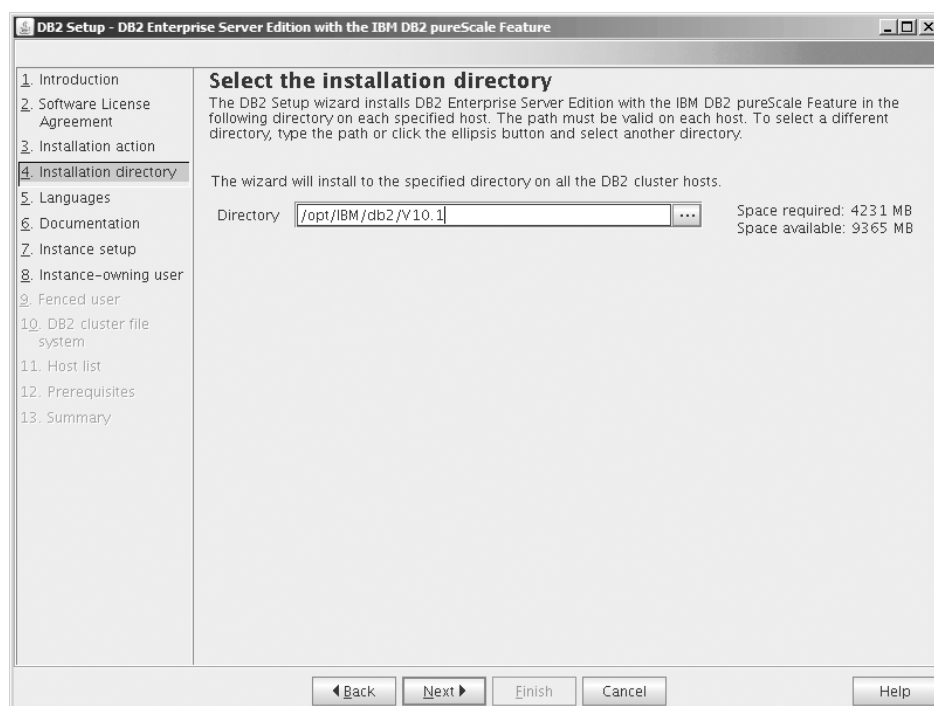 DB2 Setup - DB2 Enterprise Server Edition with the IBM DB2 pureScale Feature
1. Introduction
2. Software License
Agreement
3. Installation action
4. Installation directory
5. Languages
6. Documentation
7. Instance setup
8. Instance-owning user
9. Fenced user
10. DB2 cluster file
system
11. Host list
12. Prerequisites
13. Summary
Select the installation directory
The DB2 Setup wizard installs DB2 Enterprise Server Edition with the IBM DB2 pureScale Feature in the
following directory on each specified host. The path must be valid on each host. To select a different
directory, type the path or click the ellipsis button and select another directory.
The wizard will install to the specified directory on all the DB2 cluster hosts.
Directory /opt/IBM/db2/V10.1 ...
Space required: 4231 MB
Space available: 9365 MB
Back Next Finish Cancel Help